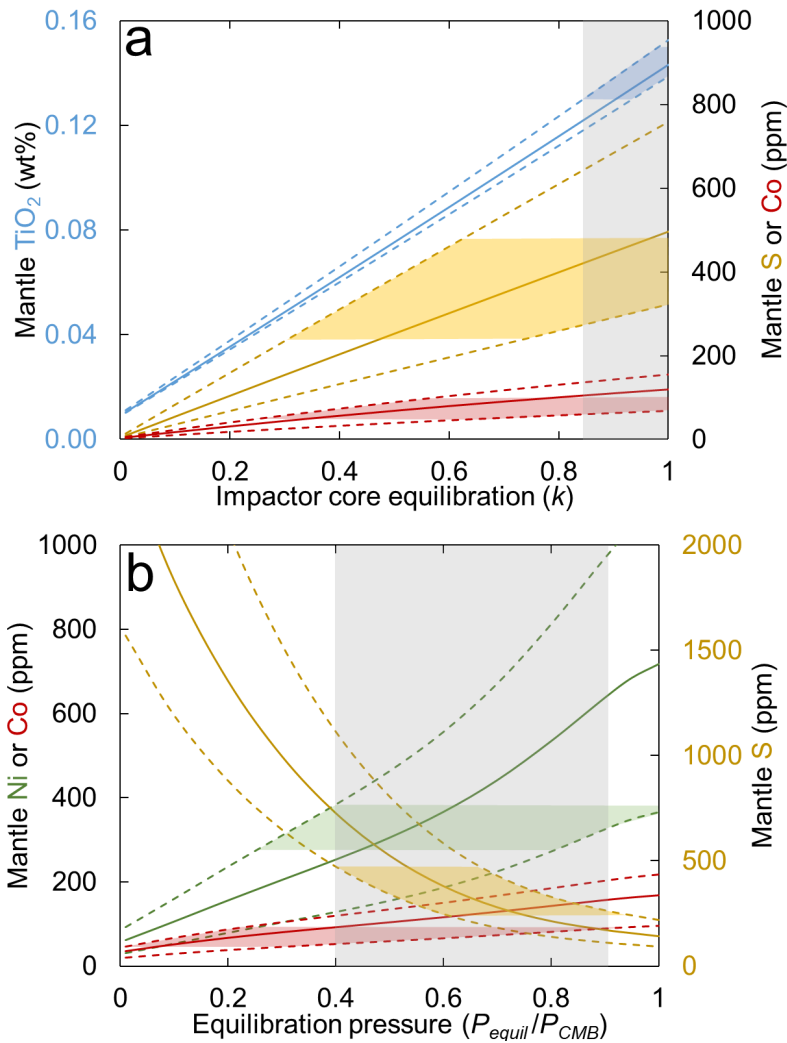 a
0.16
0.12
0.08
0.04
0.00
Mantle TiO2 (wt%)
1000
800
600
400
200
0
Mantle S or Co (ppm)
0 0.2 0.4 0.6 0.8 1
Impactor core equilibration (k)
b
1000
800
600
400
200
0
Mantle Ni or Co (ppm)
2000
1500
1000
500
0
Mantle S (ppm)
0 0.2 0.4 0.6 0.8 1
Equilibration pressure (Pequil/PCMB)